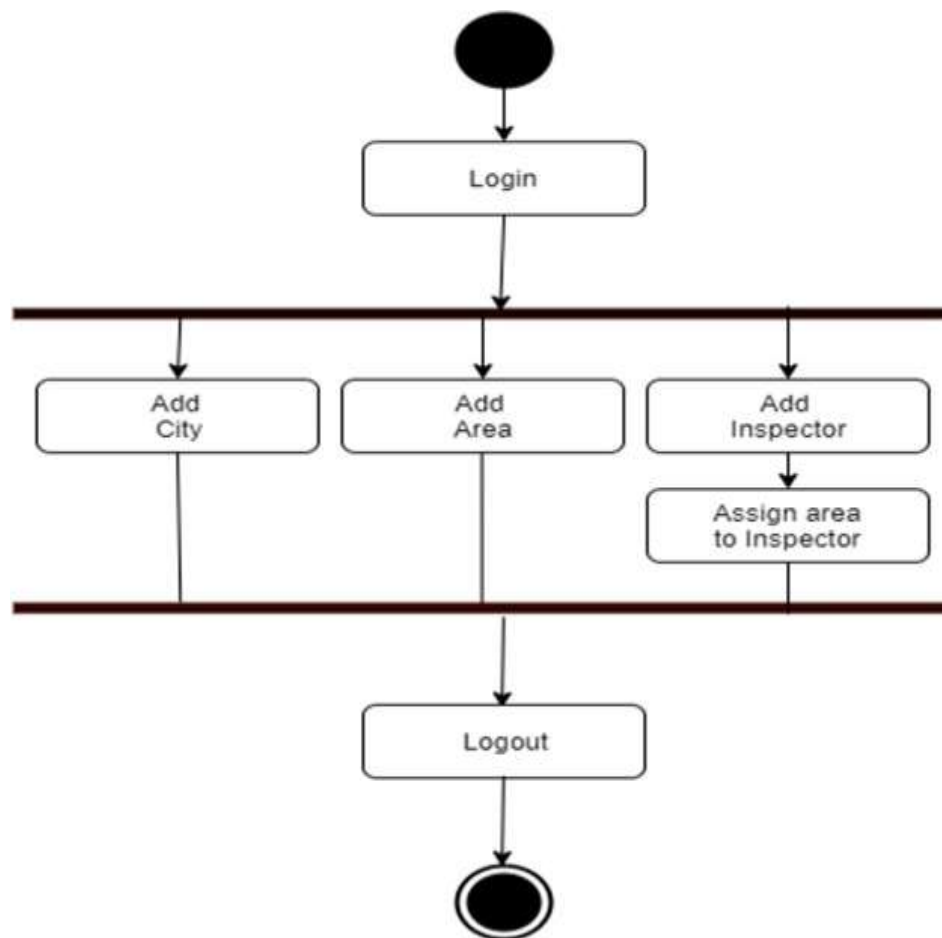 Login
Add
City
Add
Area
Add
Inspector
Assign area
to Inspector
Logout